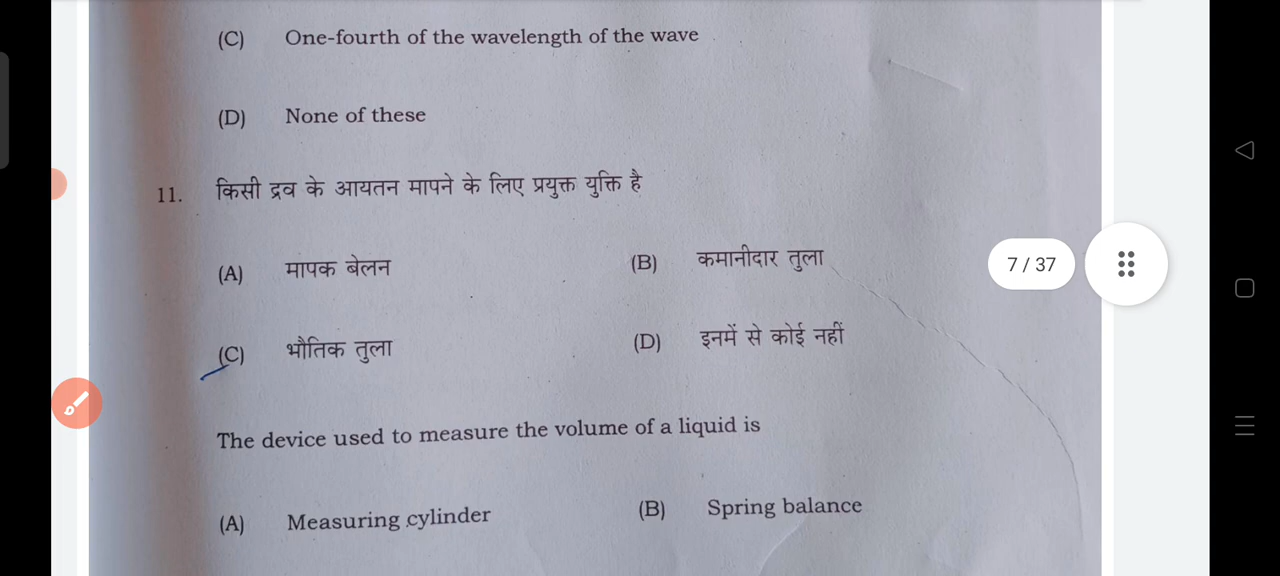 (C) One-fourth of the wavelength of the wave
(D) None of these
11. किसी द्रव के आयतन मापने के लिए प्रयुक्त युक्ति है
(A) मापक बेलन (B) कमानीदार तुला
7 / 37
(C) भौतिक तुला (D) इनमें से कोई नहीं
The device used to measure the volume of a liquid is
(A) Measuring cylinder (B) Spring balance